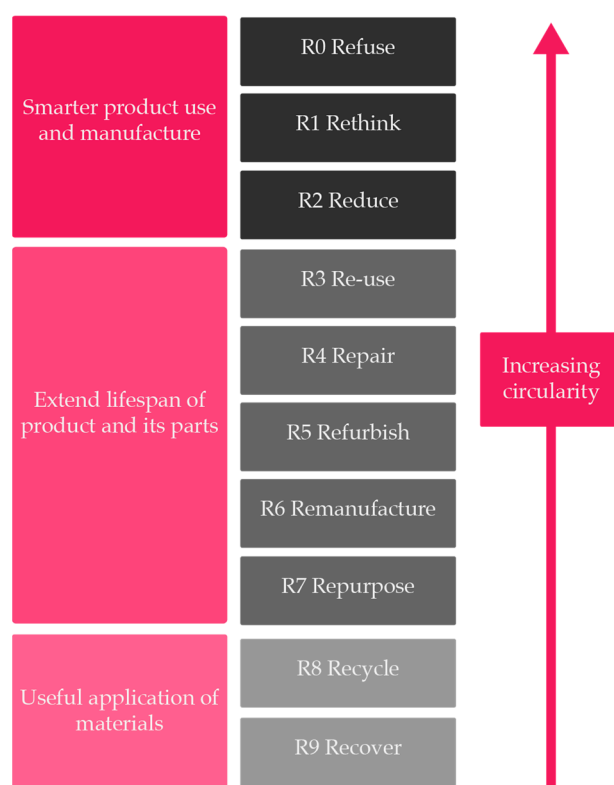 Smarter product use
and manufacture
R0 Refuse
R1 Rethink
R2 Reduce
Extend lifespan of
product and its parts
R3 Re-use
R4 Repair
R5 Refurbish
R6 Remanufacture
R7 Repurpose
Useful application of
materials
R8 Recycle
R9 Recover
Increasing
circularity